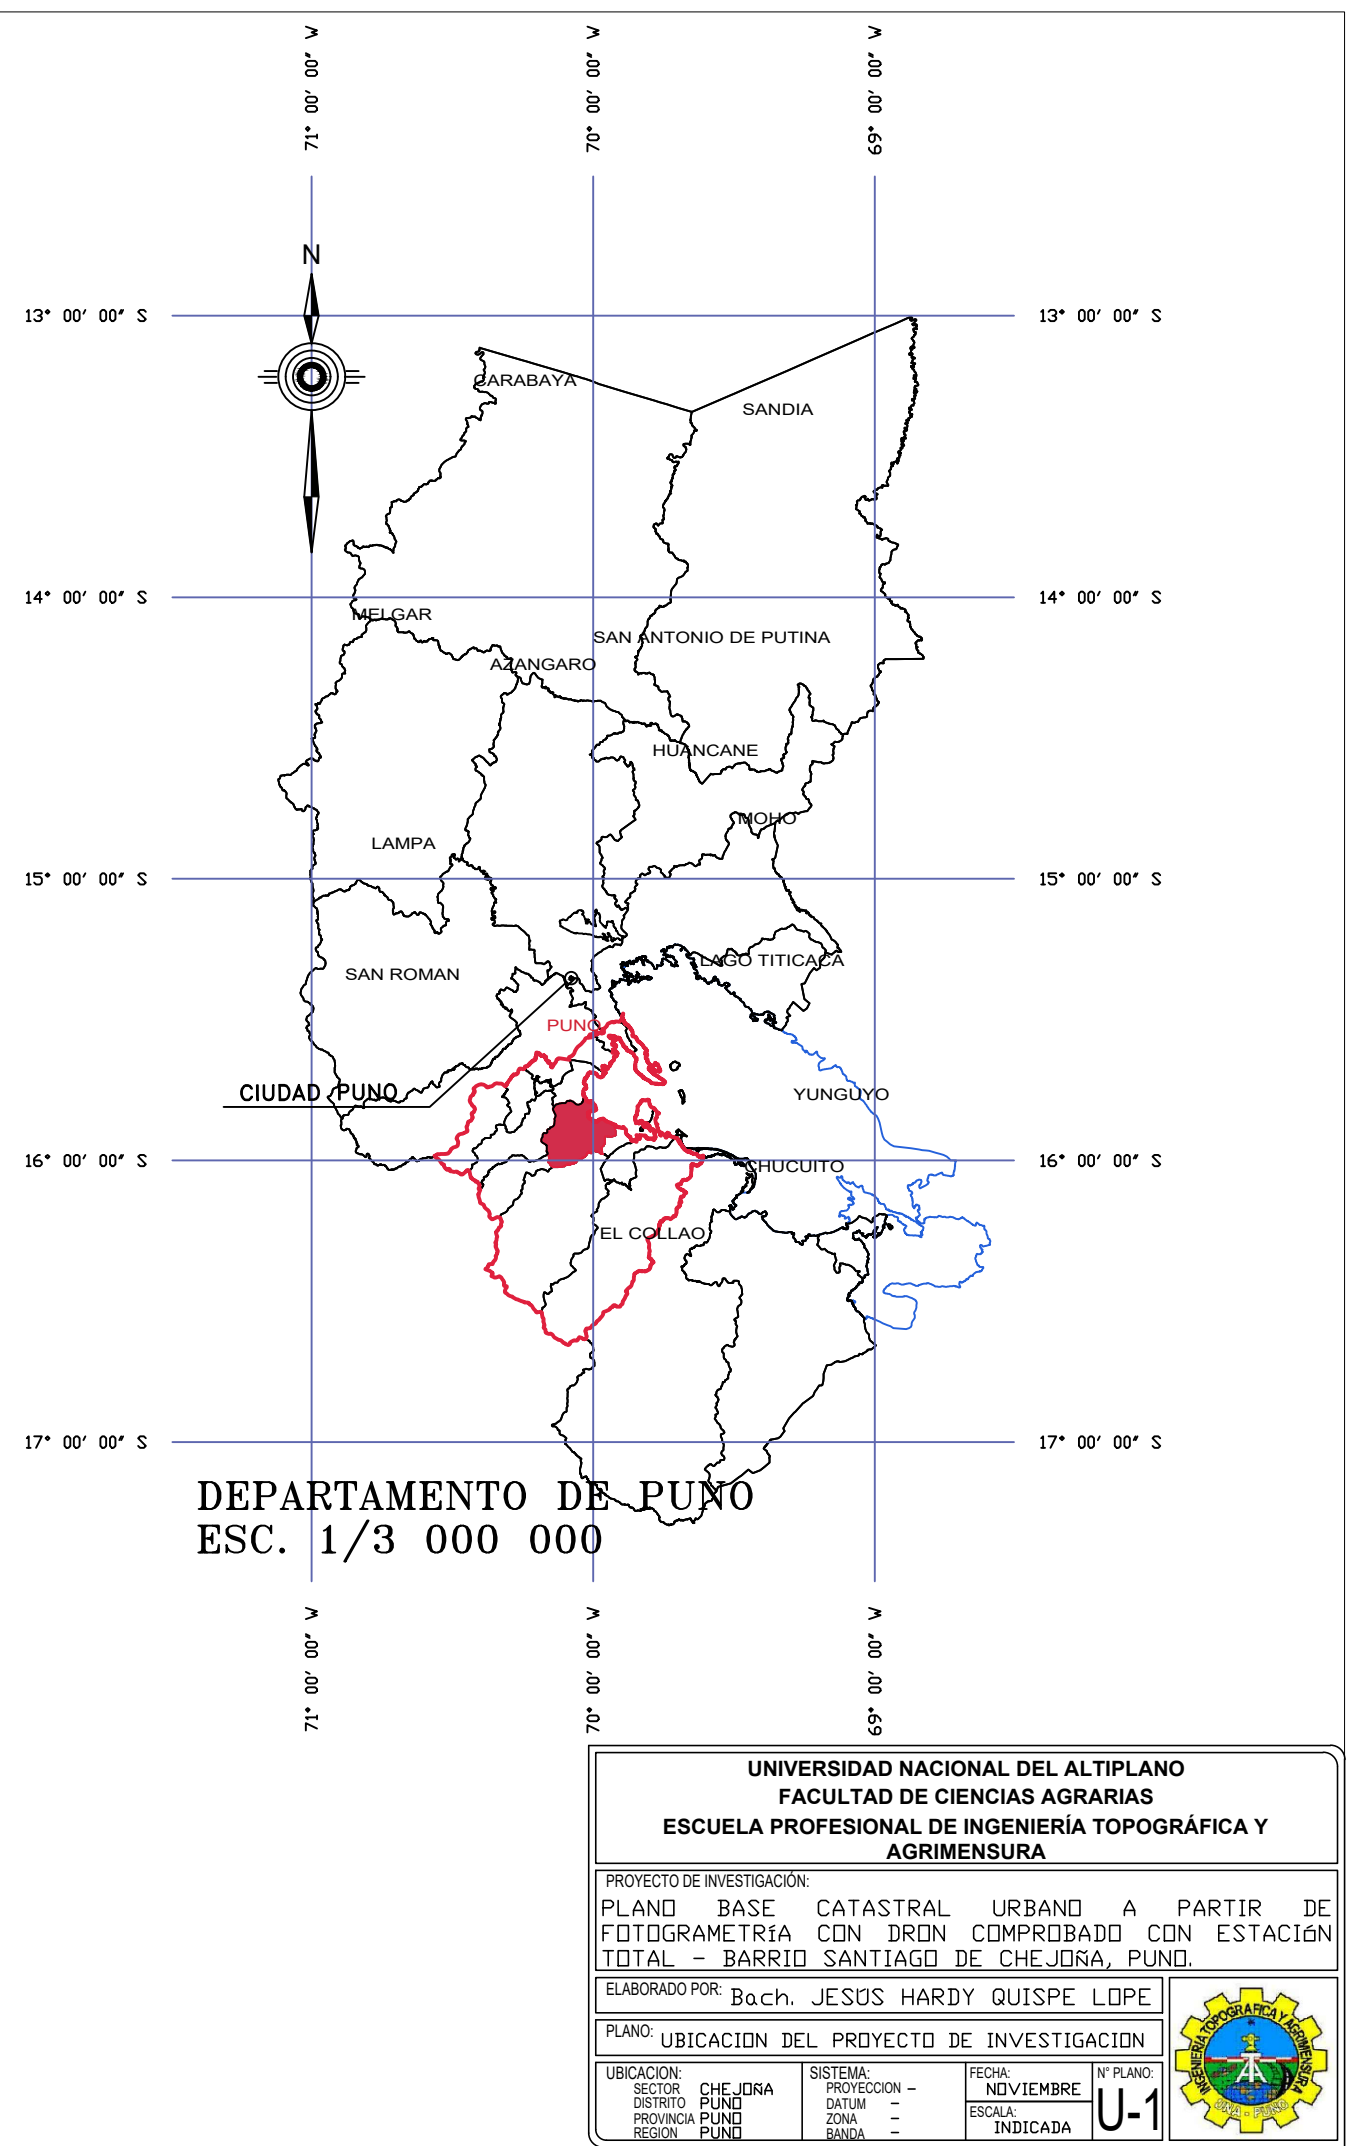 71° 00' 00" W
70° 00' 00" W
69° 00' 00" W
N
13° 00' 00" S
13° 00' 00" S
CARABAYA
SANDIA
14° 00' 00" S
14° 00' 00" S
MELGAR
SAN ANTONIO DE PUTINA
AZANGARO
HUANCANE
MOHO
LAMPA
15° 00' 00" S
15° 00' 00" S
LAGO TITICACA
SAN ROMAN
PUNO
CIUDAD PUNO
YUNGUYO
16° 00' 00" S
16° 00' 00" S
CHUCUITO
EL COLLAO
17° 00' 00" S
17° 00' 00" S
DEPARTAMENTO DE PUNO
ESC. 1/3 000 000
71° 00' 00" W
70° 00' 00" W
69° 00' 00" W
UNIVERSIDAD NACIONAL DEL ALTIPLANO
FACULTAD DE CIENCIAS AGRARIAS
ESCUELA PROFESIONAL DE INGENIERÍA TOPOGRÁFICA Y
AGRIMENSURA
PROYECTO DE INVESTIGACIÓN:
PLANO BASE CATASTRAL URBANO A PARTIR DE
FOTOGRAMETRíA CON DRON COMPROBADO CON ESTACIóN
TOTAL - BARRIO SANTIAGO DE CHEJOÑA, PUNO.
ELABORADO POR: Bach. JESÚS HARDY QUISPE LOPE
PLANO: UBICACION DEL PROYECTO DE INVESTIGACION
UBICACION:
SECTOR CHEJOÑA
DISTRITO PUNO
PROVINCIA PUNO
REGION PUNO
SISTEMA:
PROYECCION -
DATUM -
ZONA -
BANDA -
FECHA:
NOVIEMBRE
ESCALA:
INDICADA
N° PLANO:
U-1
INGENIERIA TOPOGRAFICA Y AGRIMENSURA
UNA - PUNO